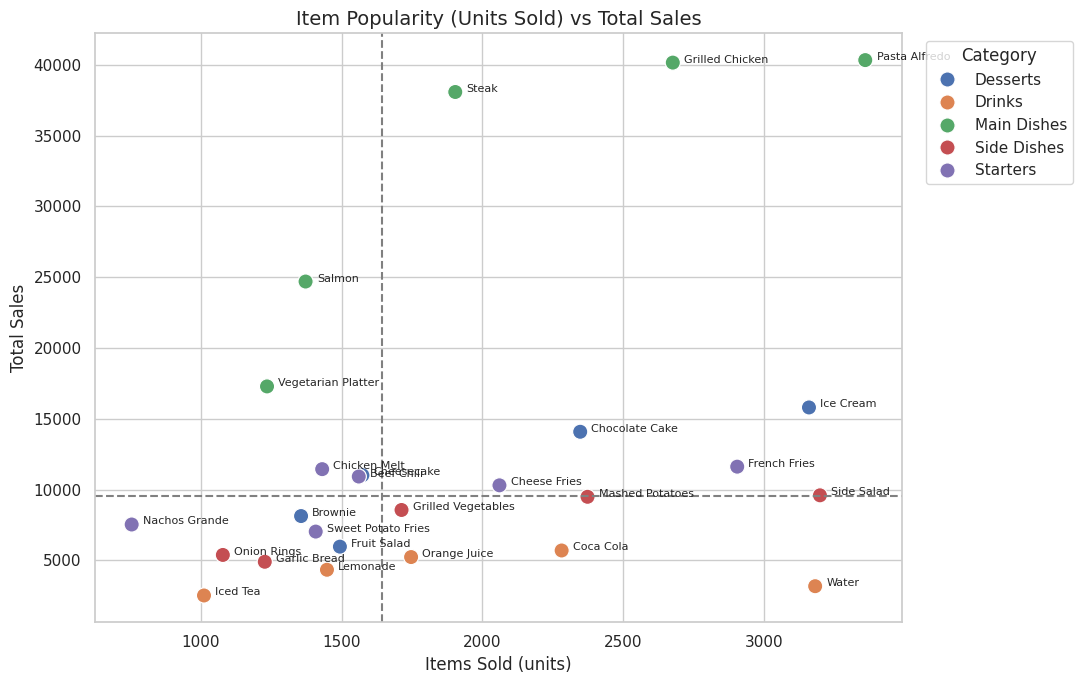 Item Popularity (Units Sold) vs Total Sales
40000
35000
30000
25000
20000
15000
10000
5000
Total Sales
Pasta Alfredo
Grilled Chicken
Steak
Salmon
Vegetarian Platter
Ice Cream
Chocolate Cake
French Fries
Chicken Melt
Cheesecake
Beef Chili
Cheese Fries
Mashed Potatoes
Side Salad
Grilled Vegetables
Brownie
Nachos Grande
Sweet Potato Fries
Fruit Salad
Onion Rings
Garlic Bread
Orange Juice
Coca Cola
Lemonade
Water
Iced Tea
1000
1500
2000
2500
3000
Items Sold (units)
Category
Desserts
Drinks
Main Dishes
Side Dishes
Starters